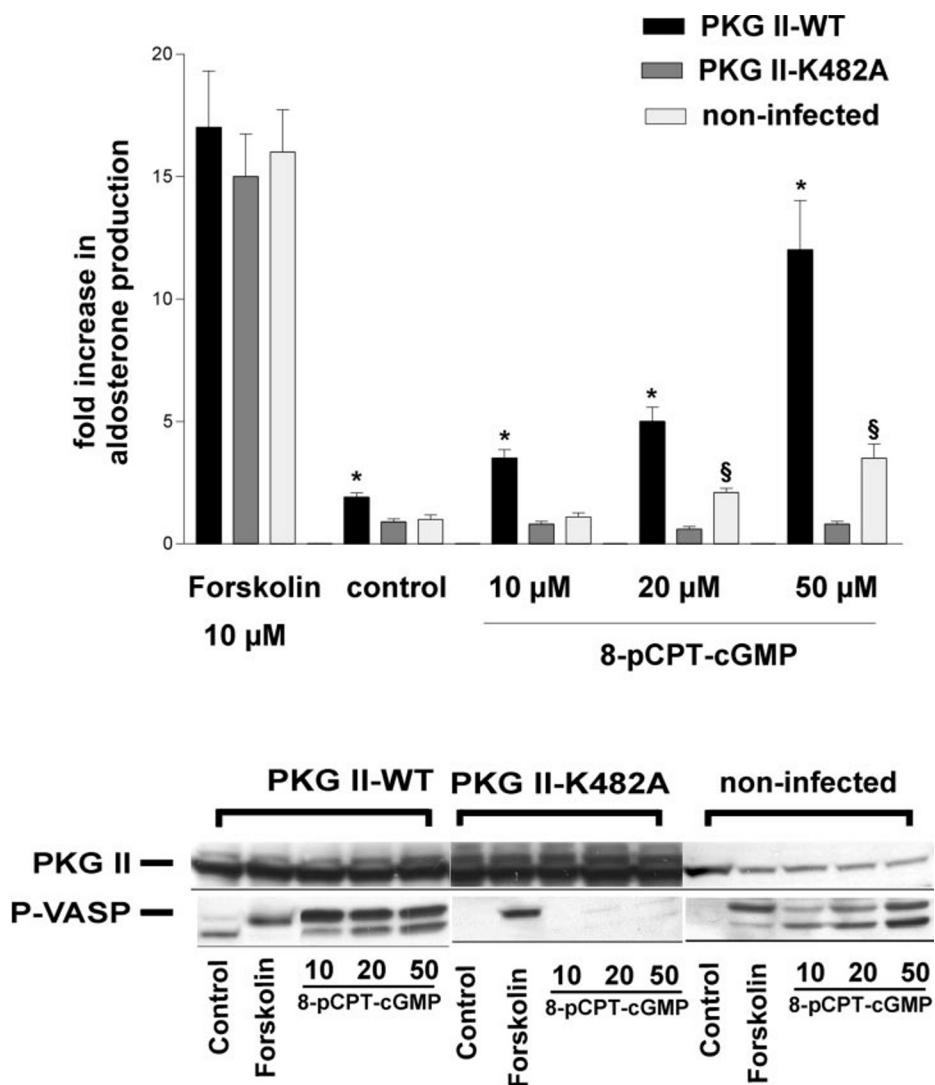 PKG II-WT
PKG II-K482A
non-infected
20
15
10
5
0
fold increase in
aldosterone production
*
*
*
§
*
§
Forskolin
10 µM
control
10 µM
20 µM
50 µM
8-pCPT-cGMP
PKG II-WT
PKG II-K482A
non-infected
PKG II
P-VASP
Control
Forskolin
10 20 50
8-pCPT-cGMP
Control
Forskolin
10 20 50
8-pCPT-cGMP
Control
Forskolin
10 20 50
8-pCPT-cGMP